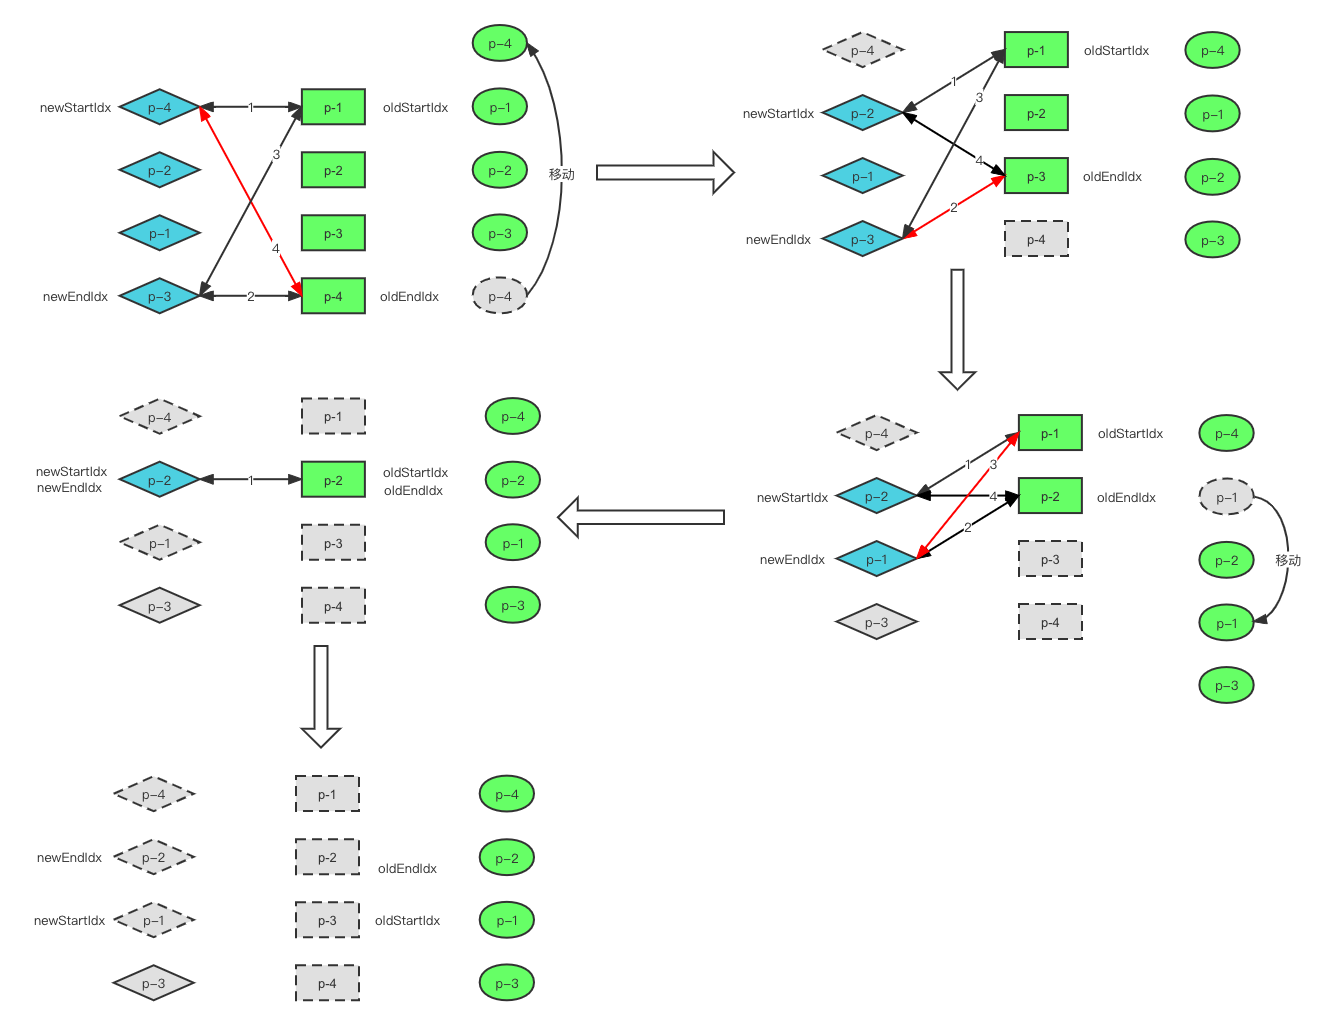 p-4
newStartIdx p-4 1 p-1 oldStartIdx p-1
3
p-2 p-2 p-2 移动
p-1 p-3 p-3
4
newEndIdx p-3 2 p-4 oldEndIdx p-4
p-4 p-1 oldStartIdx p-4
1
3
newStartIdx p-2 p-2 p-1
4
p-1 p-3 oldEndIdx p-2
2
newEndIdx p-3 p-4 p-3
p-4 p-1 oldStartIdx p-4
1 3
newStartIdx p-2 4 p-2 oldEndIdx p-1
2
newEndIdx p-1 p-3 p-2 移动
p-3 p-4 p-1
p-3
p-4 p-1 p-4
newStartIdx oldStartIdx
p-2 1 p-2 p-2
newEndIdx oldEndIdx
p-1 p-3 p-1
p-3 p-4 p-3
p-4 p-1 p-4
newEndIdx p-2 p-2 p-2
oldEndIdx
newStartIdx p-1 p-3 oldStartIdx p-1
p-3 p-4 p-3